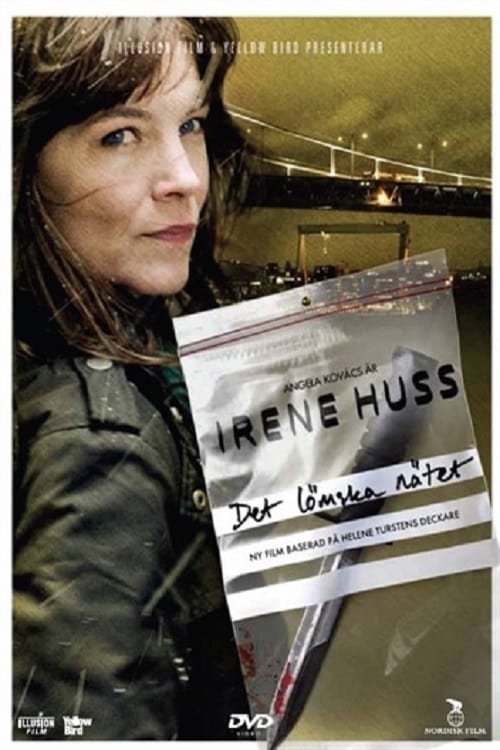 ILLUSION FILM & YELLOW BIRD PRESENTERAR
ANGELA KOVÁCS ÄR
IRENE HUSS
Det lömska nätet
NY FILM BASERAD PÅ HELENE TURSTENS DECKARE
ILLUSION
FILM
Yellow
Bird
DVD
VIDEO
NORDISK FILM